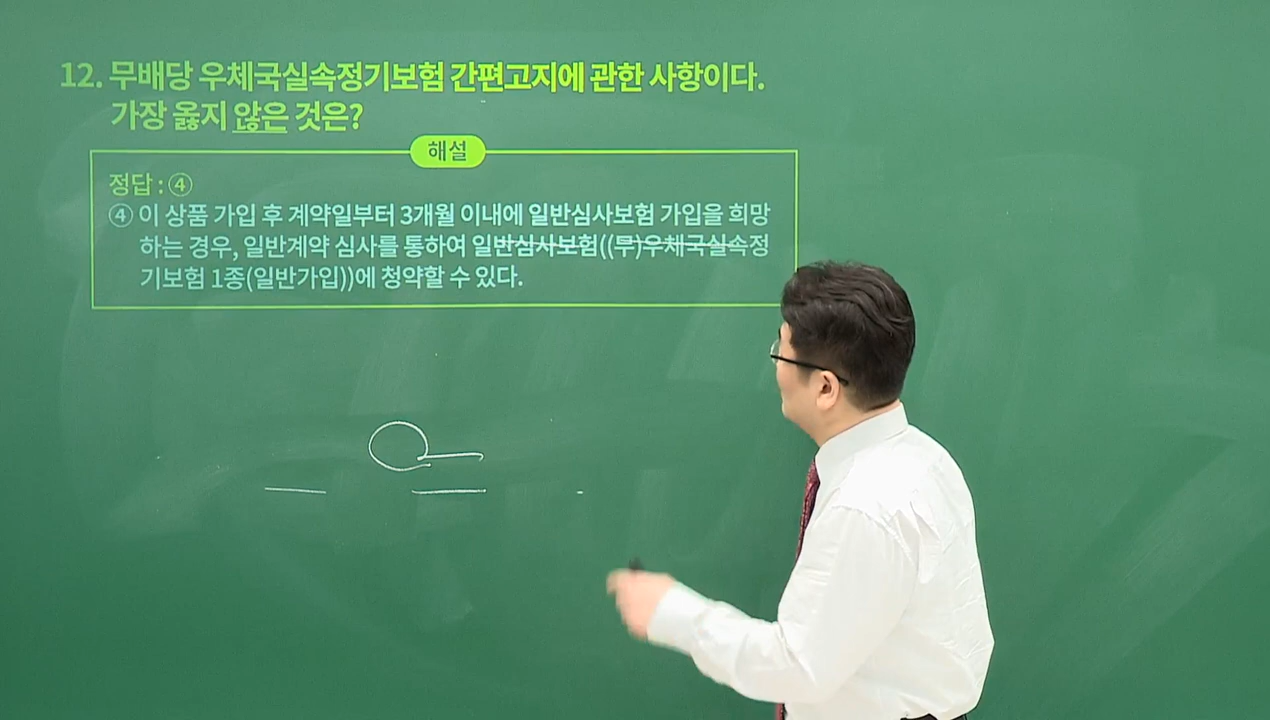 12. 무배당 우체국실속정기보험 간편고지에 관한 사항이다.
가장 옳지 않은 것은?
해설
정답 : ④
④ 이 상품 가입 후 계약일부터 3개월 이내에 일반심사보험 가입을 희망
하는 경우, 일반계약 심사를 통하여 일반심사보험((무)우체국실속정
기보험 1종(일반가입))에 청약할 수 있다.